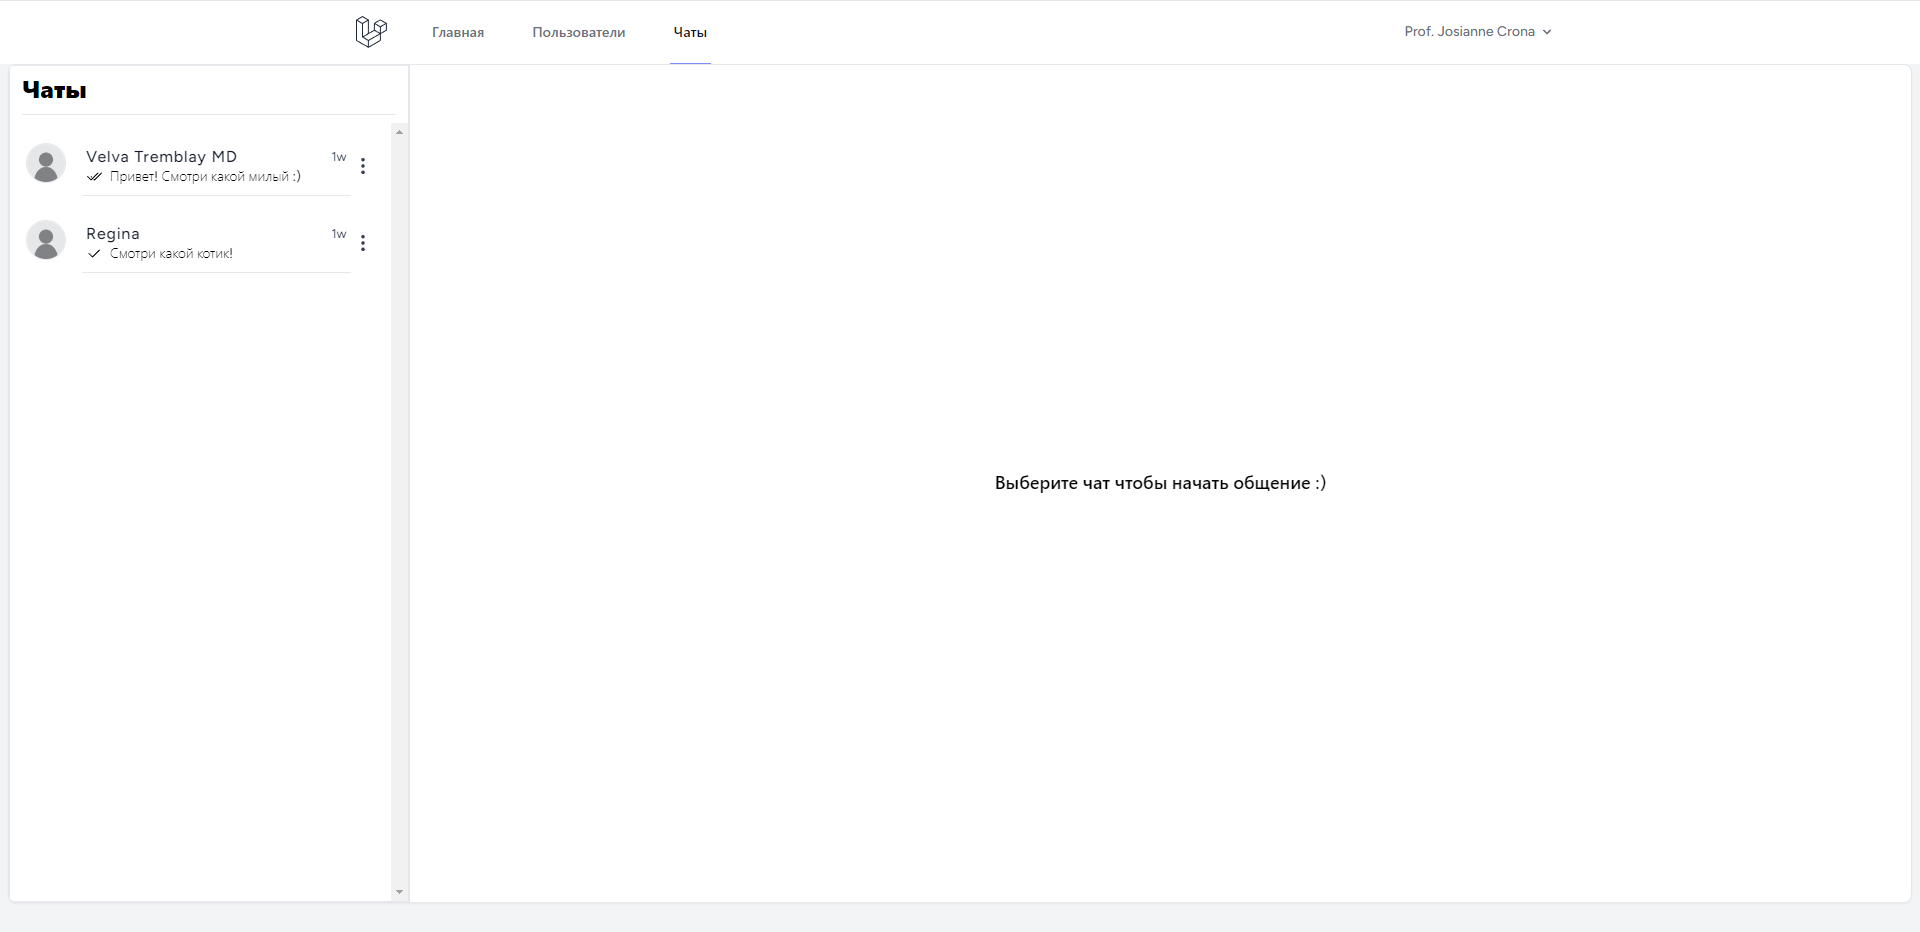 Главная
Пользователи
Чаты
Prof. Josianne Crona
Чаты
Velva Tremblay MD
1w
Привет! Смотри какой милый :)
Regina
1w
Смотри какой котик!
Выберите чат чтобы начать общение :)